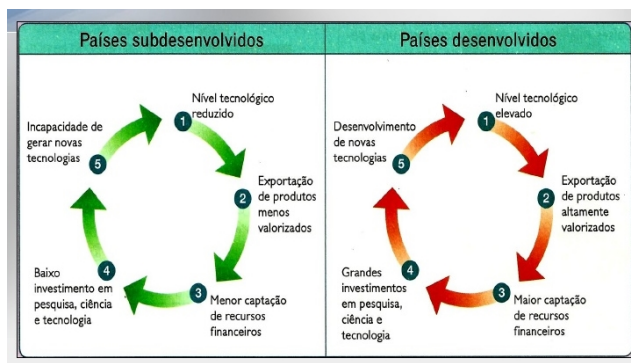 Países subdesenvolvidos
1
Nível tecnológico
reduzido
2
Exportação
de produtos
menos
valorizados
3
Menor captação
de recursos
financeiros
4
Baixo
investimento em
pesquisa, ciência
e tecnologia
5
Incapacidade de
gerar novas
tecnologias
Países desenvolvidos
1
Nível tecnológico
elevado
2
Exportação
de produtos
altamente
valorizados
3
Maior captação
de recursos
financeiros
4
Grandes
investimentos
em pesquisa,
ciência e
tecnologia
5
Desenvolvimento
de novas
tecnologias